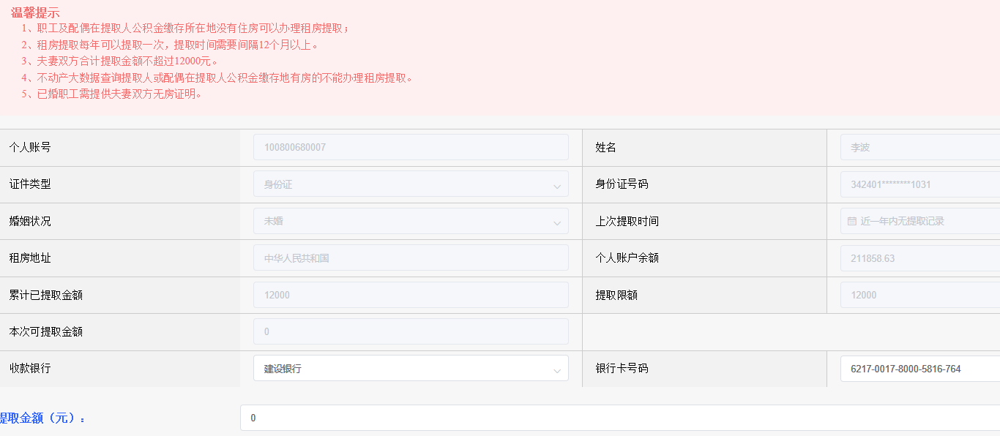 温馨提示
1、职工及配偶在提取人公积金缴存所在地没有住房可以办理租房提取；
2、租房提取每年可以提取一次，提取时间需要间隔12个月以上。
3、夫妻双方合计提取金额不超过12000元。
4、不动产大数据查询提取人或配偶在提取人公积金缴存地有房的不能办理租房提取。
5、已婚职工需提供夫妻双方无房证明。
个人账号 100800680007 姓名 李波
证件类型 身份证 身份证号码 342401********1031
婚姻状况 未婚 上次提取时间 近一年内无提取记录
租房地址 中华人民共和国 个人账户余额 211858.63
累计已提取金额 12000 提取限额 12000
本次可提取金额 0
收款银行 建设银行 银行卡号码 6217-0017-8000-5816-764
提取金额（元）： 0